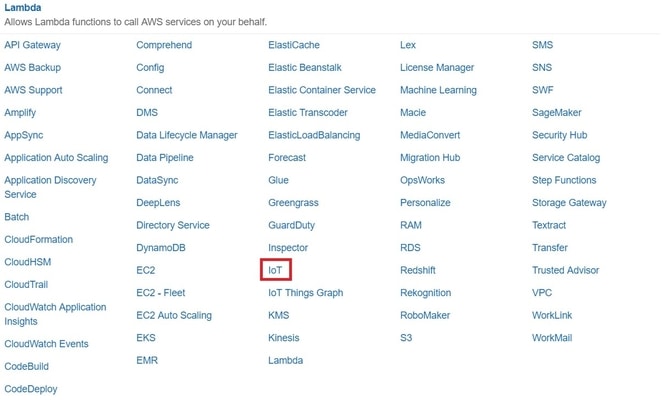 Lambda
Allows Lambda functions to call AWS services on your behalf.
API Gateway
AWS Backup
AWS Support
Amplify
AppSync
Application Auto Scaling
Application Discovery
Service
Batch
CloudFormation
CloudHSM
CloudTrail
CloudWatch Application
Insights
CloudWatch Events
CodeBuild
CodeDeploy
Comprehend
Config
Connect
DMS
Data Lifecycle Manager
Data Pipeline
DataSync
DeepLens
Directory Service
DynamoDB
EC2
EC2 - Fleet
EC2 Auto Scaling
EKS
EMR
ElastiCache
Elastic Beanstalk
Elastic Container Service
Elastic Transcoder
ElasticLoadBalancing
Forecast
Glue
Greengrass
GuardDuty
Inspector
IoT
IoT Things Graph
KMS
Kinesis
Lambda
Lex
License Manager
Machine Learning
Macie
MediaConvert
Migration Hub
OpsWorks
Personalize
RAM
RDS
Redshift
Rekognition
RoboMaker
S3
SMS
SNS
SWF
SageMaker
Security Hub
Service Catalog
Step Functions
Storage Gateway
Textract
Transfer
Trusted Advisor
VPC
WorkLink
WorkMail